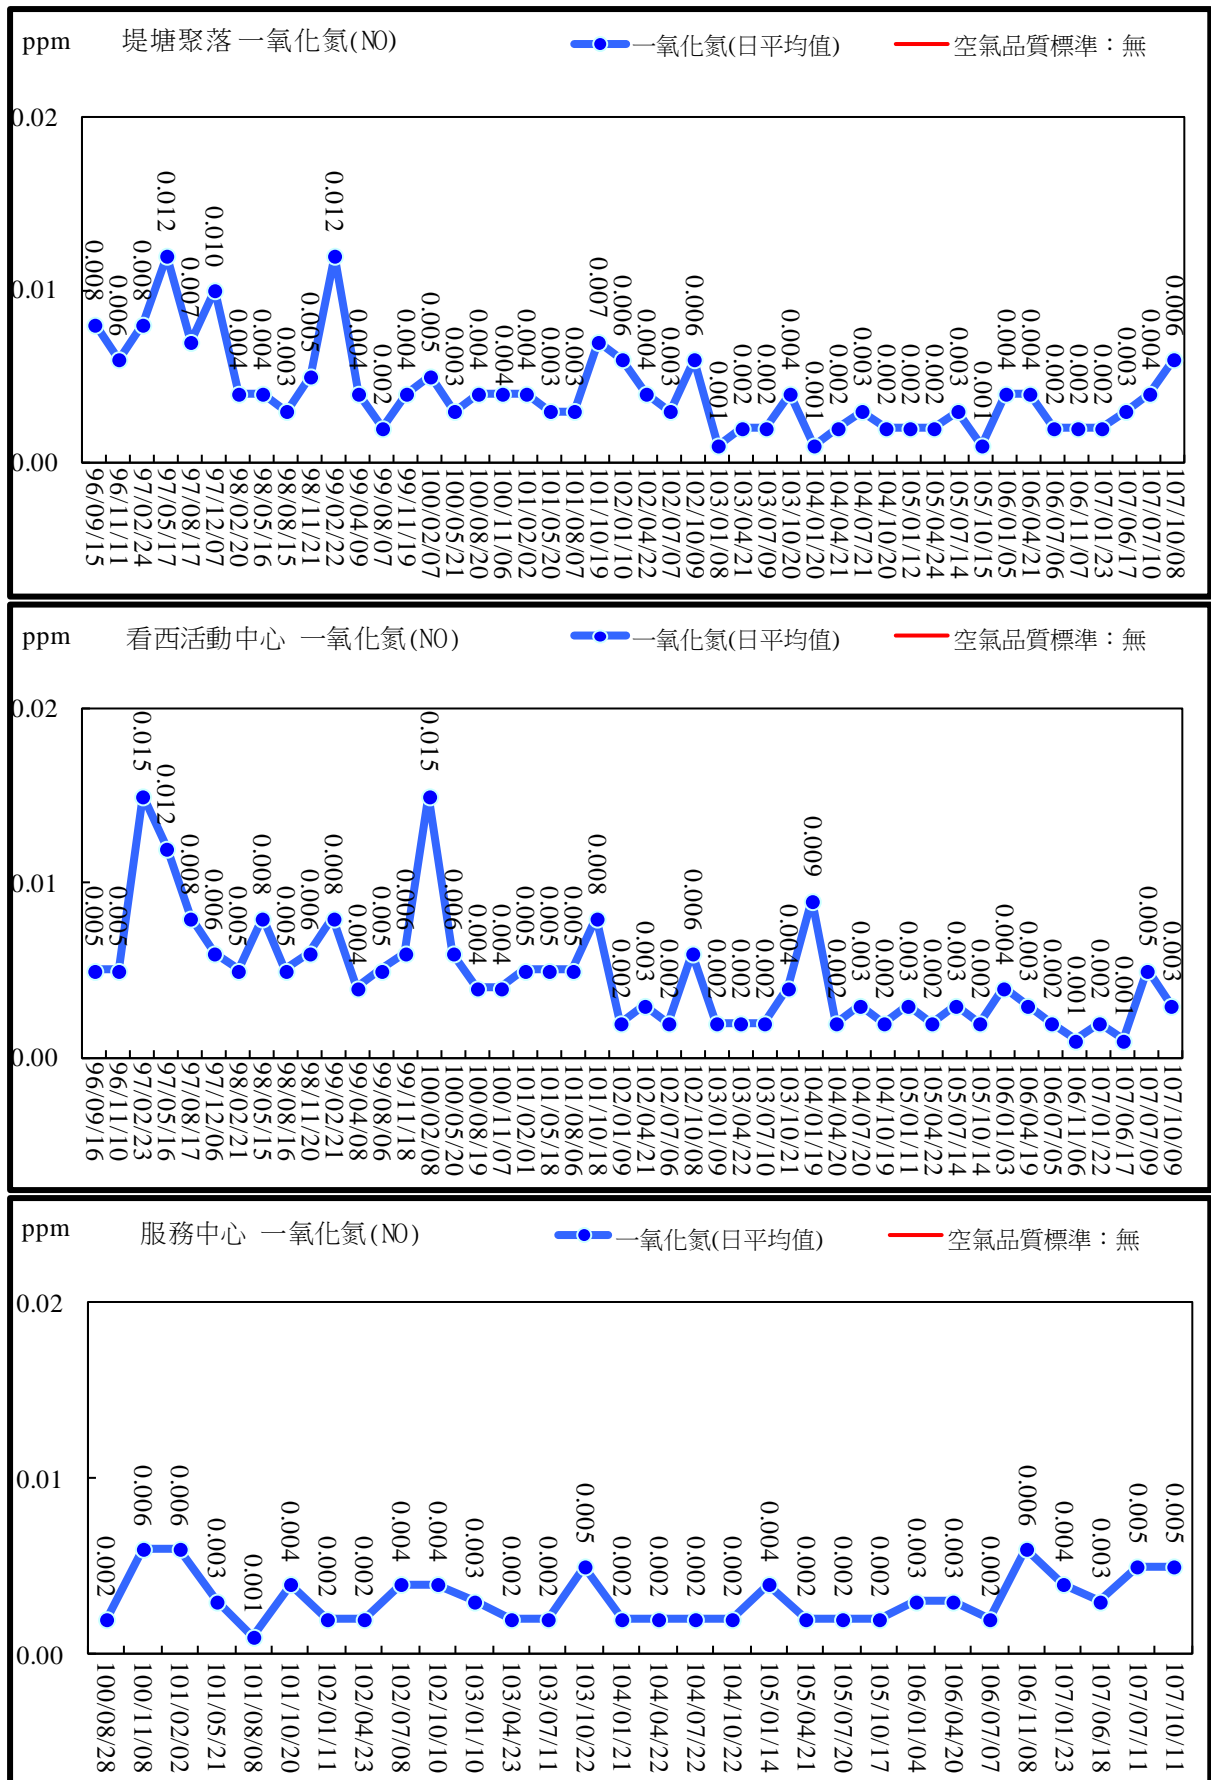 ppm 堤塘聚落 一氧化氮(NO) 一氧化氮(日平均值) 空氣品質標準：無
0.02
0.01
0.00
0.008 0.006 0.008 0.012 0.007 0.010 0.004 0.004 0.003 0.005 0.012 0.004 0.002 0.004 0.005 0.003 0.004 0.004 0.004 0.003 0.003 0.007 0.006 0.004 0.003 0.006 0.001 0.002 0.002 0.004 0.001 0.002 0.003 0.002 0.002 0.002 0.003 0.001 0.004 0.004 0.002 0.002 0.002 0.003 0.004 0.006
96/09/15 96/11/11 97/02/24 97/05/17 97/08/17 97/12/07 98/02/20 98/05/16 98/08/15 98/11/21 99/02/22 99/04/09 99/08/07 99/11/19 100/02/07 100/05/21 100/08/20 100/11/06 101/02/02 101/05/20 101/08/07 101/10/19 102/01/10 102/04/22 102/07/07 102/10/09 103/01/08 103/04/21 103/07/09 103/10/20 104/01/20 104/04/21 104/07/21 104/10/20 105/01/12 105/04/24 105/07/14 105/10/15 106/01/05 106/04/21 106/07/06 106/11/07 107/01/23 107/06/17 107/07/10 107/10/08
ppm 看西活動中心 一氧化氮(NO) 一氧化氮(日平均值) 空氣品質標準：無
0.02
0.01
0.00
0.005 0.005 0.015 0.012 0.008 0.006 0.005 0.008 0.005 0.006 0.008 0.004 0.005 0.006 0.015 0.006 0.004 0.004 0.005 0.005 0.005 0.008 0.002 0.003 0.002 0.006 0.002 0.002 0.002 0.004 0.009 0.002 0.003 0.002 0.003 0.002 0.003 0.002 0.004 0.003 0.002 0.001 0.002 0.001 0.005 0.003
96/09/16 96/11/10 97/02/23 97/05/16 97/08/17 97/12/06 98/02/21 98/05/15 98/08/16 98/11/20 99/02/21 99/04/08 99/08/06 99/11/18 100/02/08 100/05/20 100/08/19 100/11/07 101/02/01 101/05/18 101/08/06 101/10/18 102/01/09 102/04/21 102/07/06 102/10/08 103/01/09 103/04/22 103/07/10 103/10/21 104/01/19 104/04/20 104/07/20 104/10/19 105/01/11 105/04/22 105/07/14 105/10/14 106/01/03 106/04/19 106/07/05 106/11/06 107/01/22 107/06/17 107/07/09 107/10/09
ppm 服務中心 一氧化氮(NO) 一氧化氮(日平均值) 空氣品質標準：無
0.02
0.01
0.00
0.002 0.006 0.006 0.003 0.001 0.004 0.002 0.002 0.004 0.004 0.003 0.002 0.002 0.005 0.002 0.002 0.002 0.002 0.004 0.002 0.002 0.002 0.003 0.003 0.002 0.006 0.004 0.003 0.005 0.005
100/08/28 100/11/08 101/02/02 101/05/21 101/08/08 101/10/20 102/01/11 102/04/23 102/07/08 102/10/10 103/01/10 103/04/23 103/07/11 103/10/22 104/01/21 104/04/22 104/07/22 104/10/22 105/01/14 105/04/21 105/07/20 105/10/17 106/01/04 106/04/20 106/07/07 106/11/08 107/01/23 107/06/18 107/07/11 107/10/11